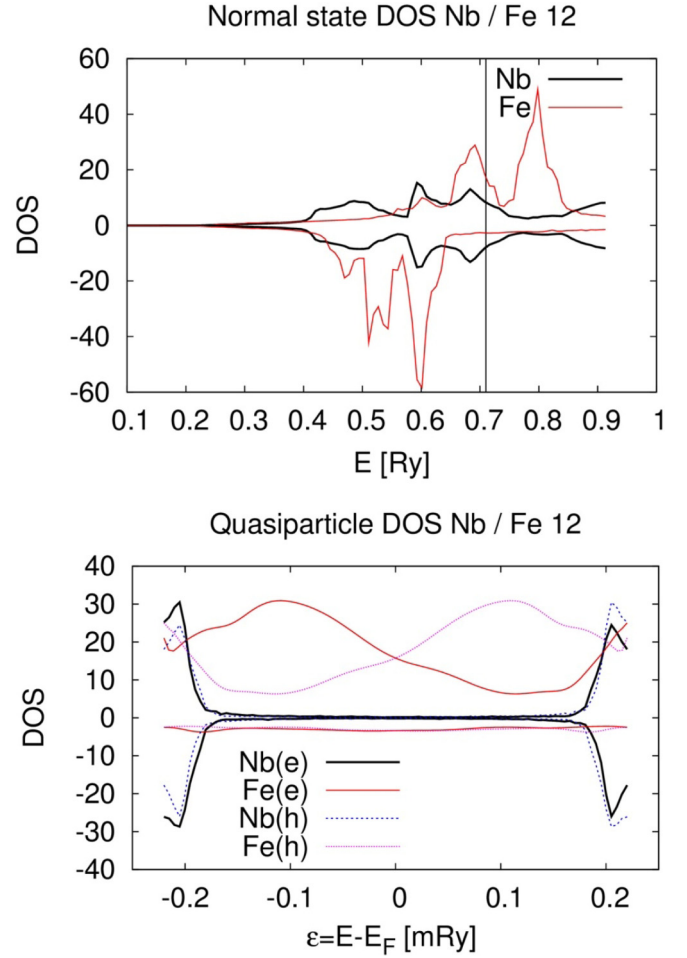 Normal state DOS Nb / Fe 12
60
Nb
Fe
40
20
0
-20
-40
-60
DOS
0.1 0.2 0.3 0.4 0.5 0.6 0.7 0.8 0.9 1
E [Ry]
Quasiparticle DOS Nb / Fe 12
40
30
20
10
0
-10
-20
-30
-40
DOS
Nb(e)
Fe(e)
Nb(h)
Fe(h)
-0.2 -0.1 0 0.1 0.2
ε=E-E_F [mRy]